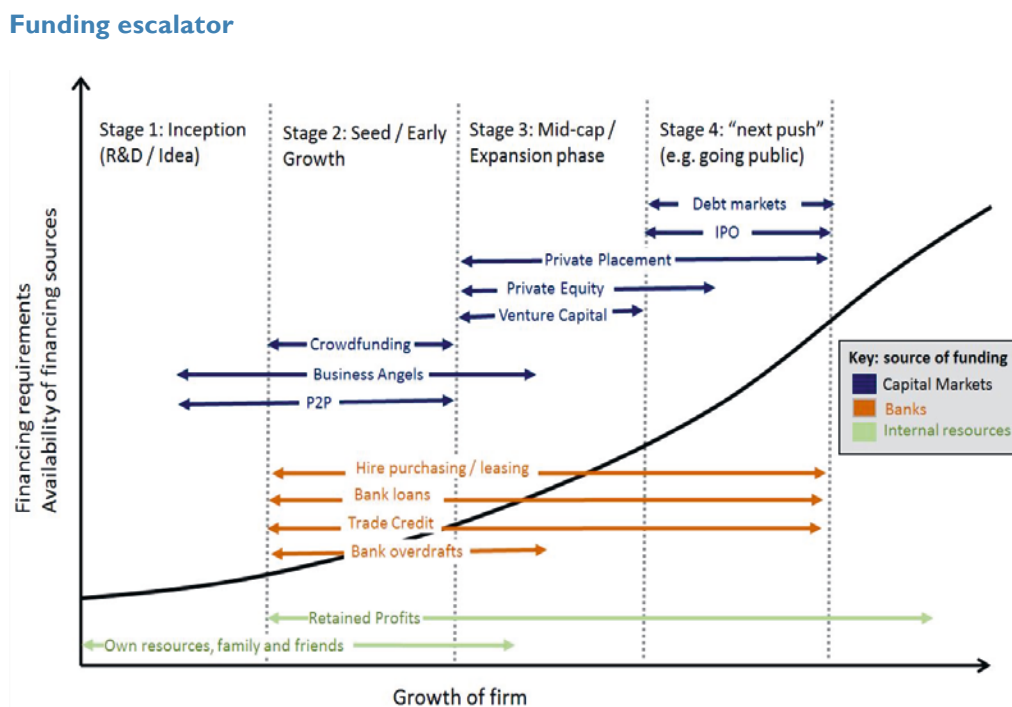 Funding escalator
Stage 1: Inception
(R&D / Idea)
Stage 2: Seed / Early
Growth
Stage 3: Mid-cap /
Expansion phase
Stage 4: “next push”
(e.g. going public)
Debt markets
IPO
Private Placement
Private Equity
Venture Capital
Crowdfunding
Business Angels
P2P
Hire purchasing / leasing
Bank loans
Trade Credit
Bank overdrafts
Retained Profits
Own resources, family and friends
Financing requirements
Availability of financing sources
Growth of firm
Key: source of funding
Capital Markets
Banks
Internal resources